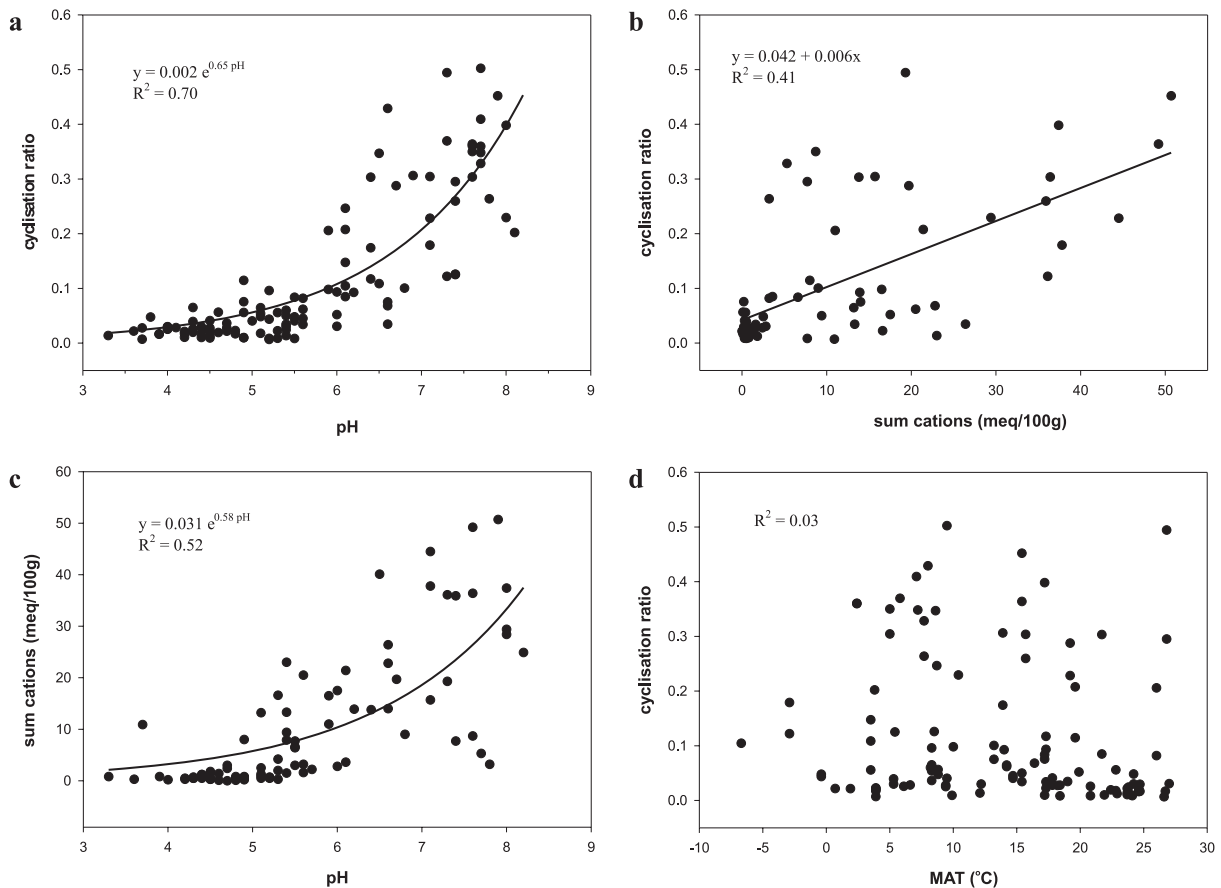 a
y = 0.002 e^0.65 pH
R² = 0.70
cyclisation ratio
0.6
0.5
0.4
0.3
0.2
0.1
0.0
3 4 5 6 7 8 9
pH
b
y = 0.042 + 0.006x
R² = 0.41
cyclisation ratio
0.6
0.5
0.4
0.3
0.2
0.1
0.0
0 10 20 30 40 50
sum cations (meq/100g)
c
y = 0.031 e^0.58 pH
R² = 0.52
sum cations (meq/100g)
60
50
40
30
20
10
0
3 4 5 6 7 8 9
pH
d
R² = 0.03
cyclisation ratio
0.6
0.5
0.4
0.3
0.2
0.1
0.0
-10 -5 0 5 10 15 20 25 30
MAT (°C)